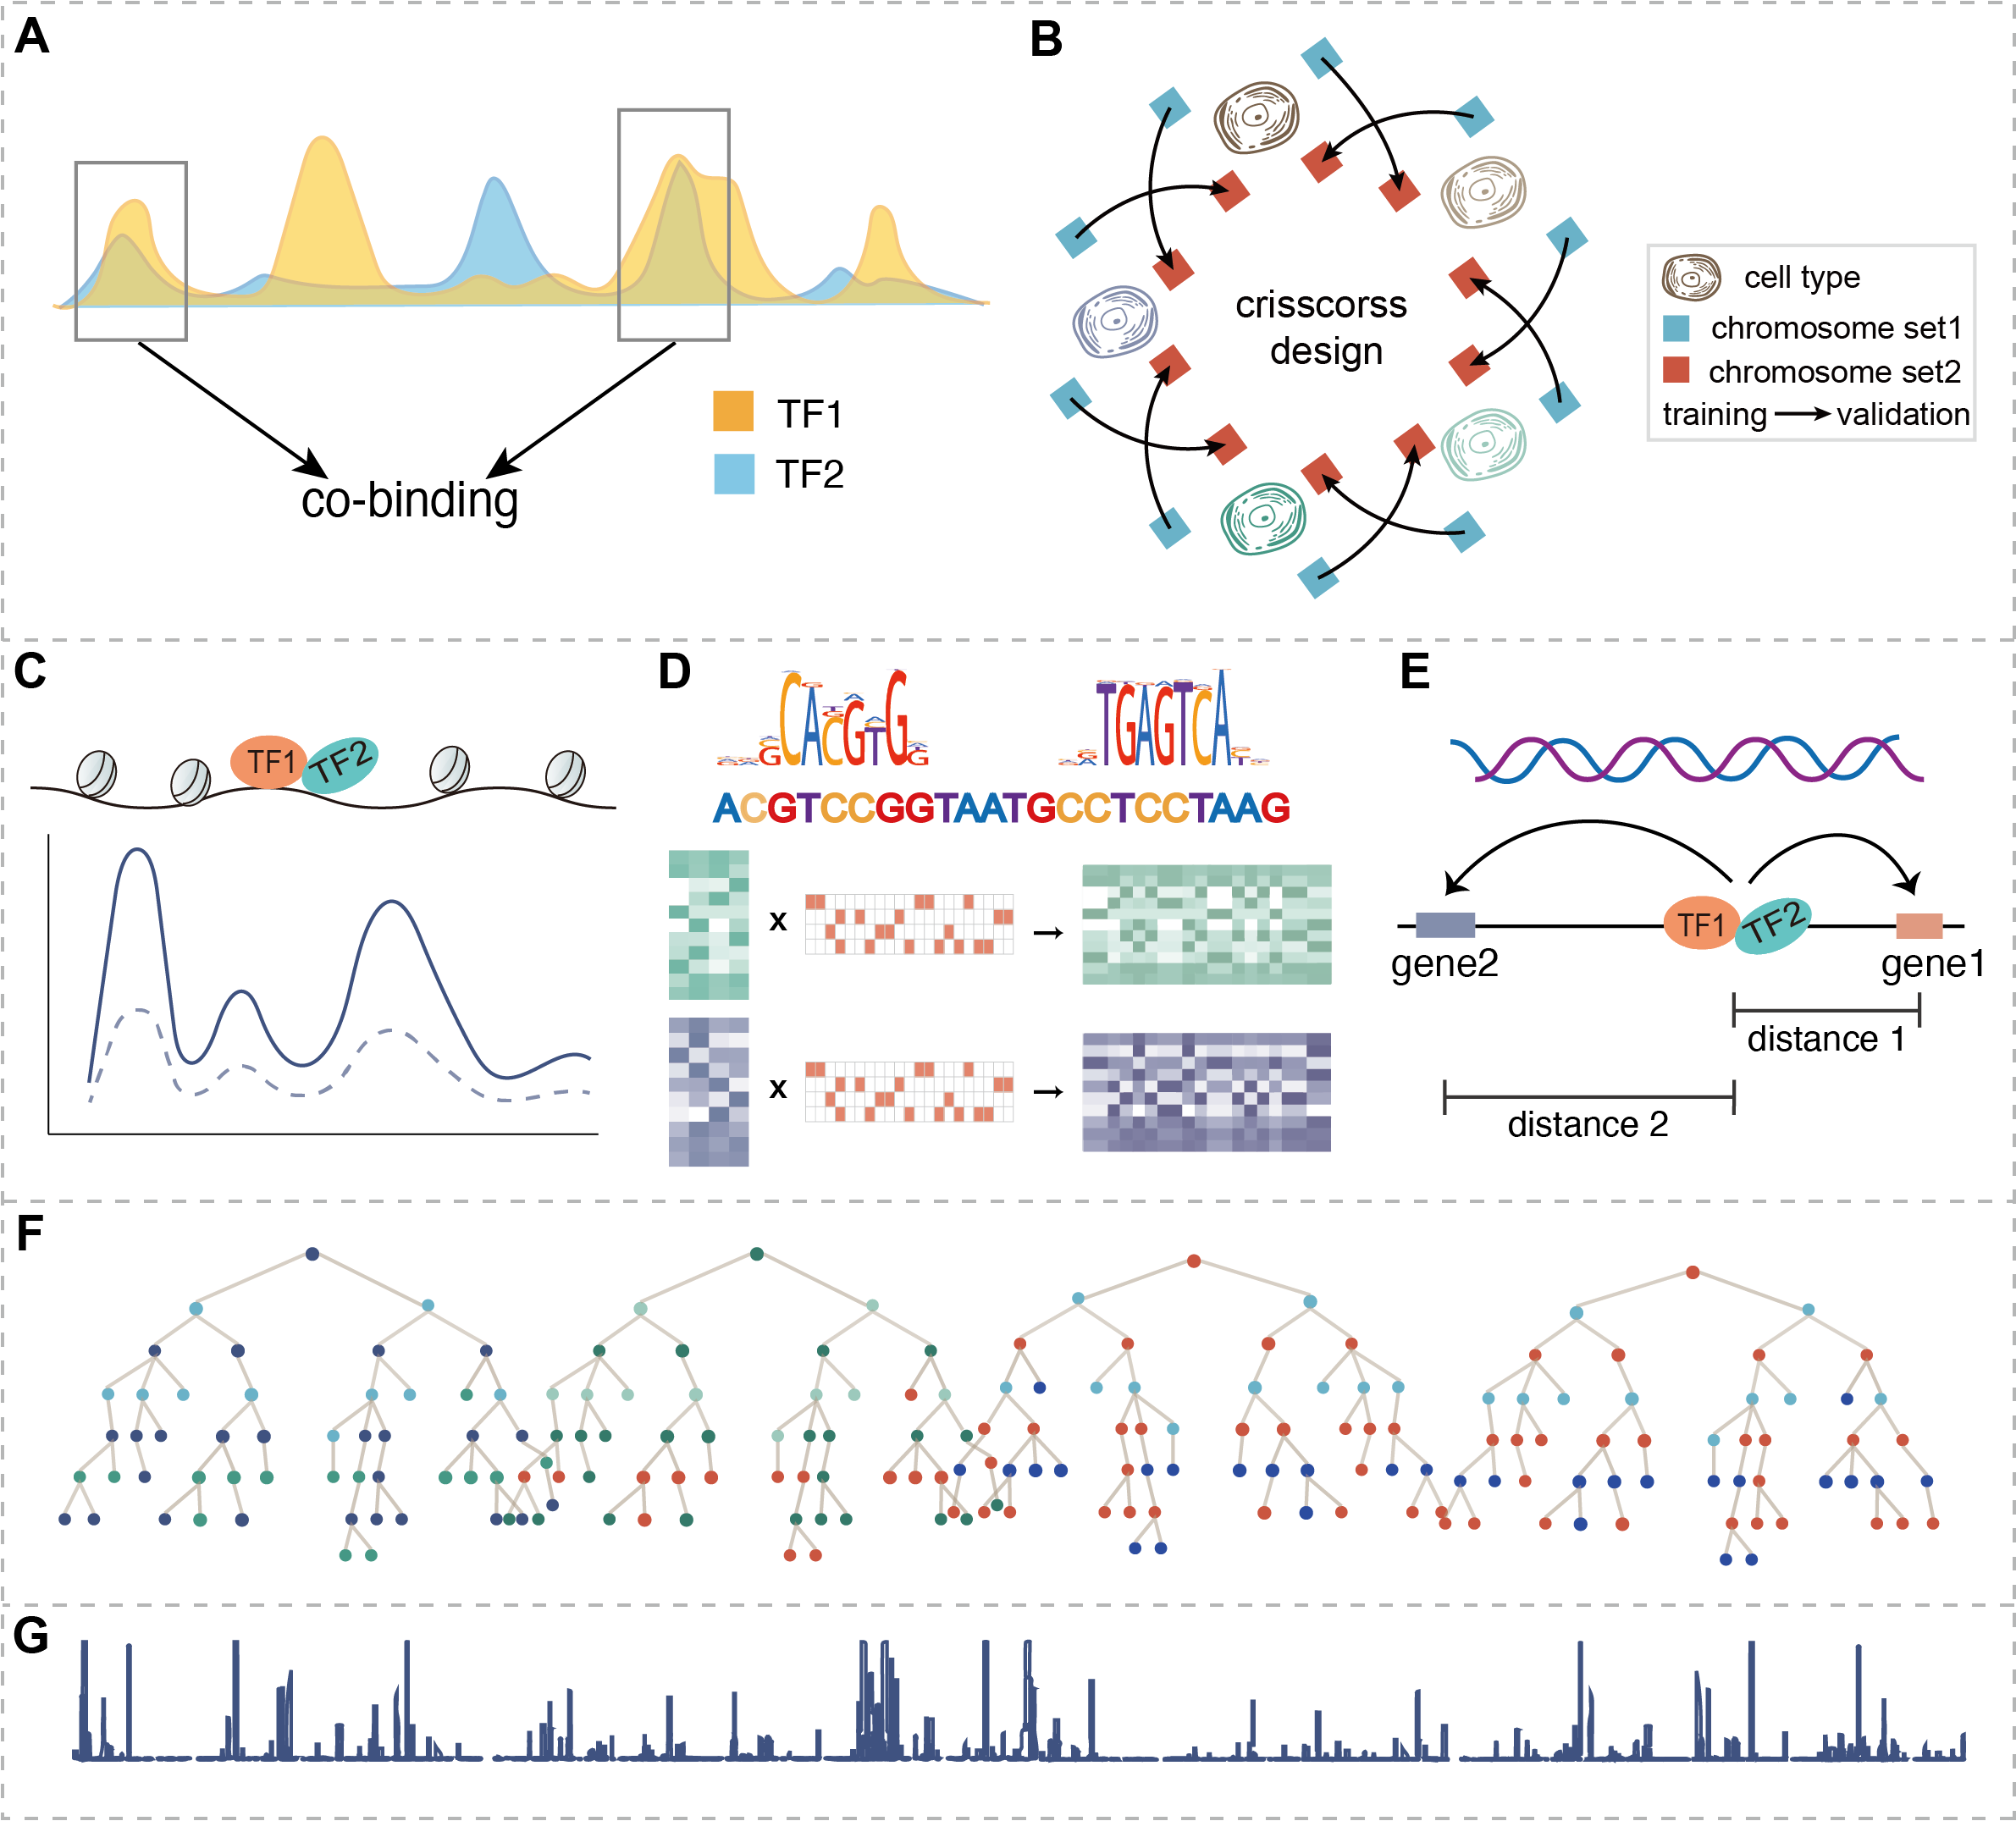 A
TF1
TF2
co-binding
B
crisscorss
design
cell type
chromosome set1
chromosome set2
training validation
C
TF1 TF2
D
CACGTG
TGAGTCA
ACGTCCGGTAATGCCTCCTAAG
x
x
E
TF1 TF2
gene2
gene1
distance 1
distance 2
F
G